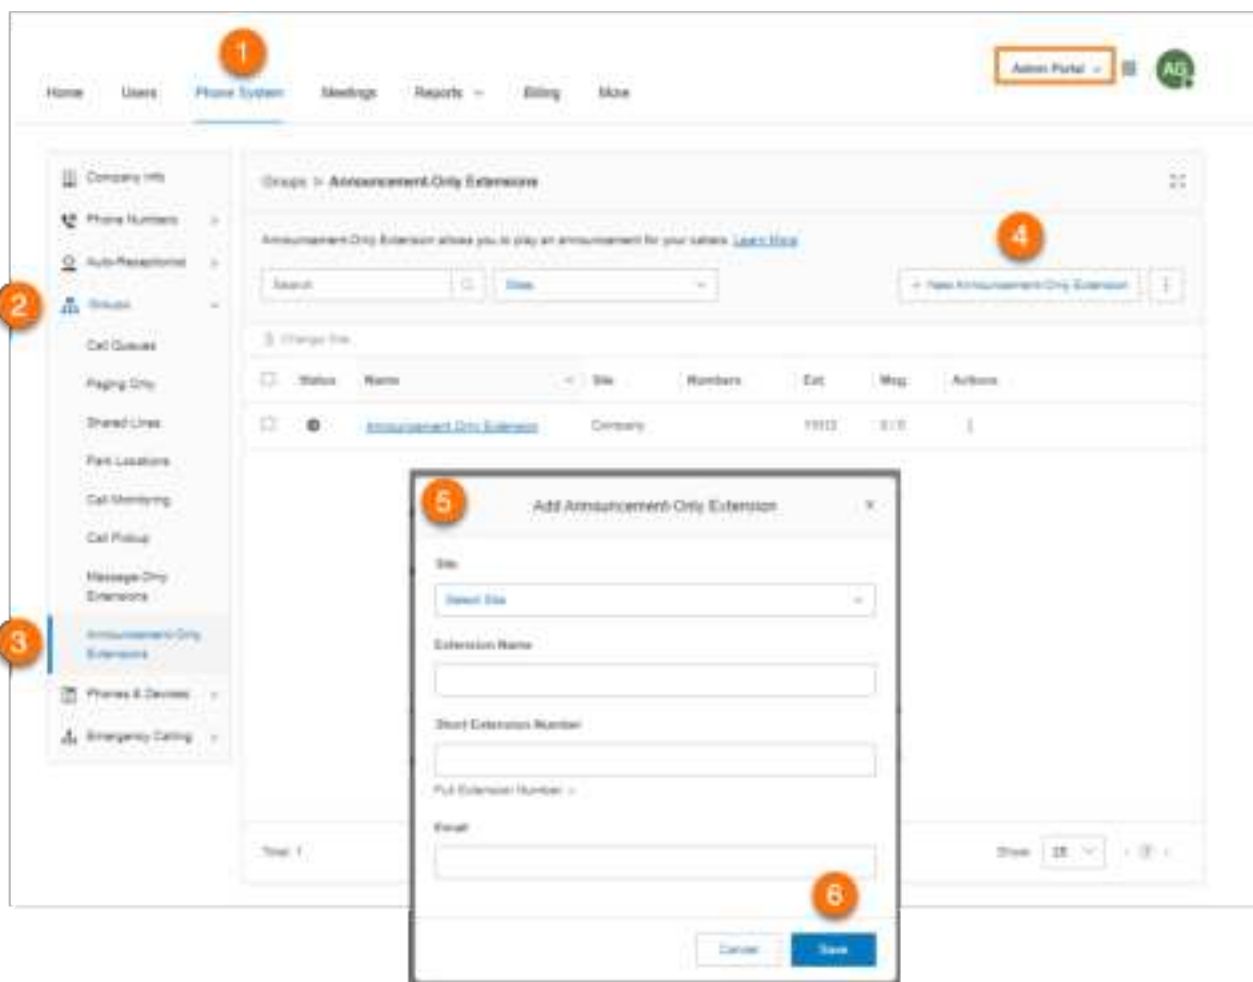 1
Admin Portal
AG
Home Users Phone System Meetings Reports Billing More
Company Info
Groups > Announcement-Only Extensions
Phone Numbers
4
Announcement-Only Extension allows you to play an announcement for your callers. Learn More
Auto-Receptionist
Search
Sites
+ New Announcement-Only Extension
2
Groups
Call Queues
Change Site
Paging Only
Status Name Site Numbers Ext. Msg. Actions
Shared Lines
Announcement-Only Extension Company
Park Locations
Call Monitoring
Call Pickup
Message-Only
Extensions
3
Announcement-Only
Extensions
Phones & Devices
Emergency Calling
5
Add Announcement-Only Extension
Site
Select Site
Extension Name
Short Extension Number
Full Extension Number
Email
Total: 1
Show: 25
6
Cancel Save